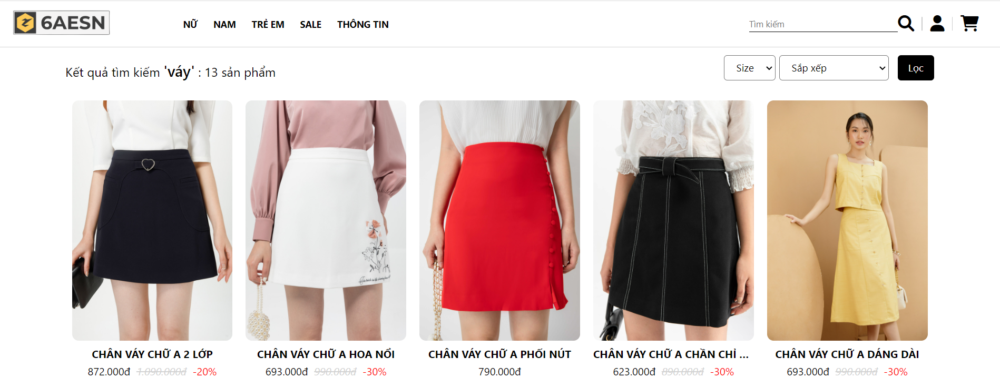 6AESN
NỮ NAM TRẺ EM SALE THÔNG TIN
Tìm kiếm
Kết quả tìm kiếm 'váy' : 13 sản phẩm
Size
Sắp xếp
Lọc
CHÂN VÁY CHỮ A 2 LỚP
872.000đ 1.090.000đ -20%
CHÂN VÁY CHỮ A HOA NỔI
693.000đ 990.000đ -30%
CHÂN VÁY CHỮ A PHỐI NÚT
790.000đ
CHÂN VÁY CHỮ A CHẦN CHỈ ...
623.000đ 890.000đ -30%
CHÂN VÁY CHỮ A DÁNG DÀI
693.000đ 990.000đ -30%